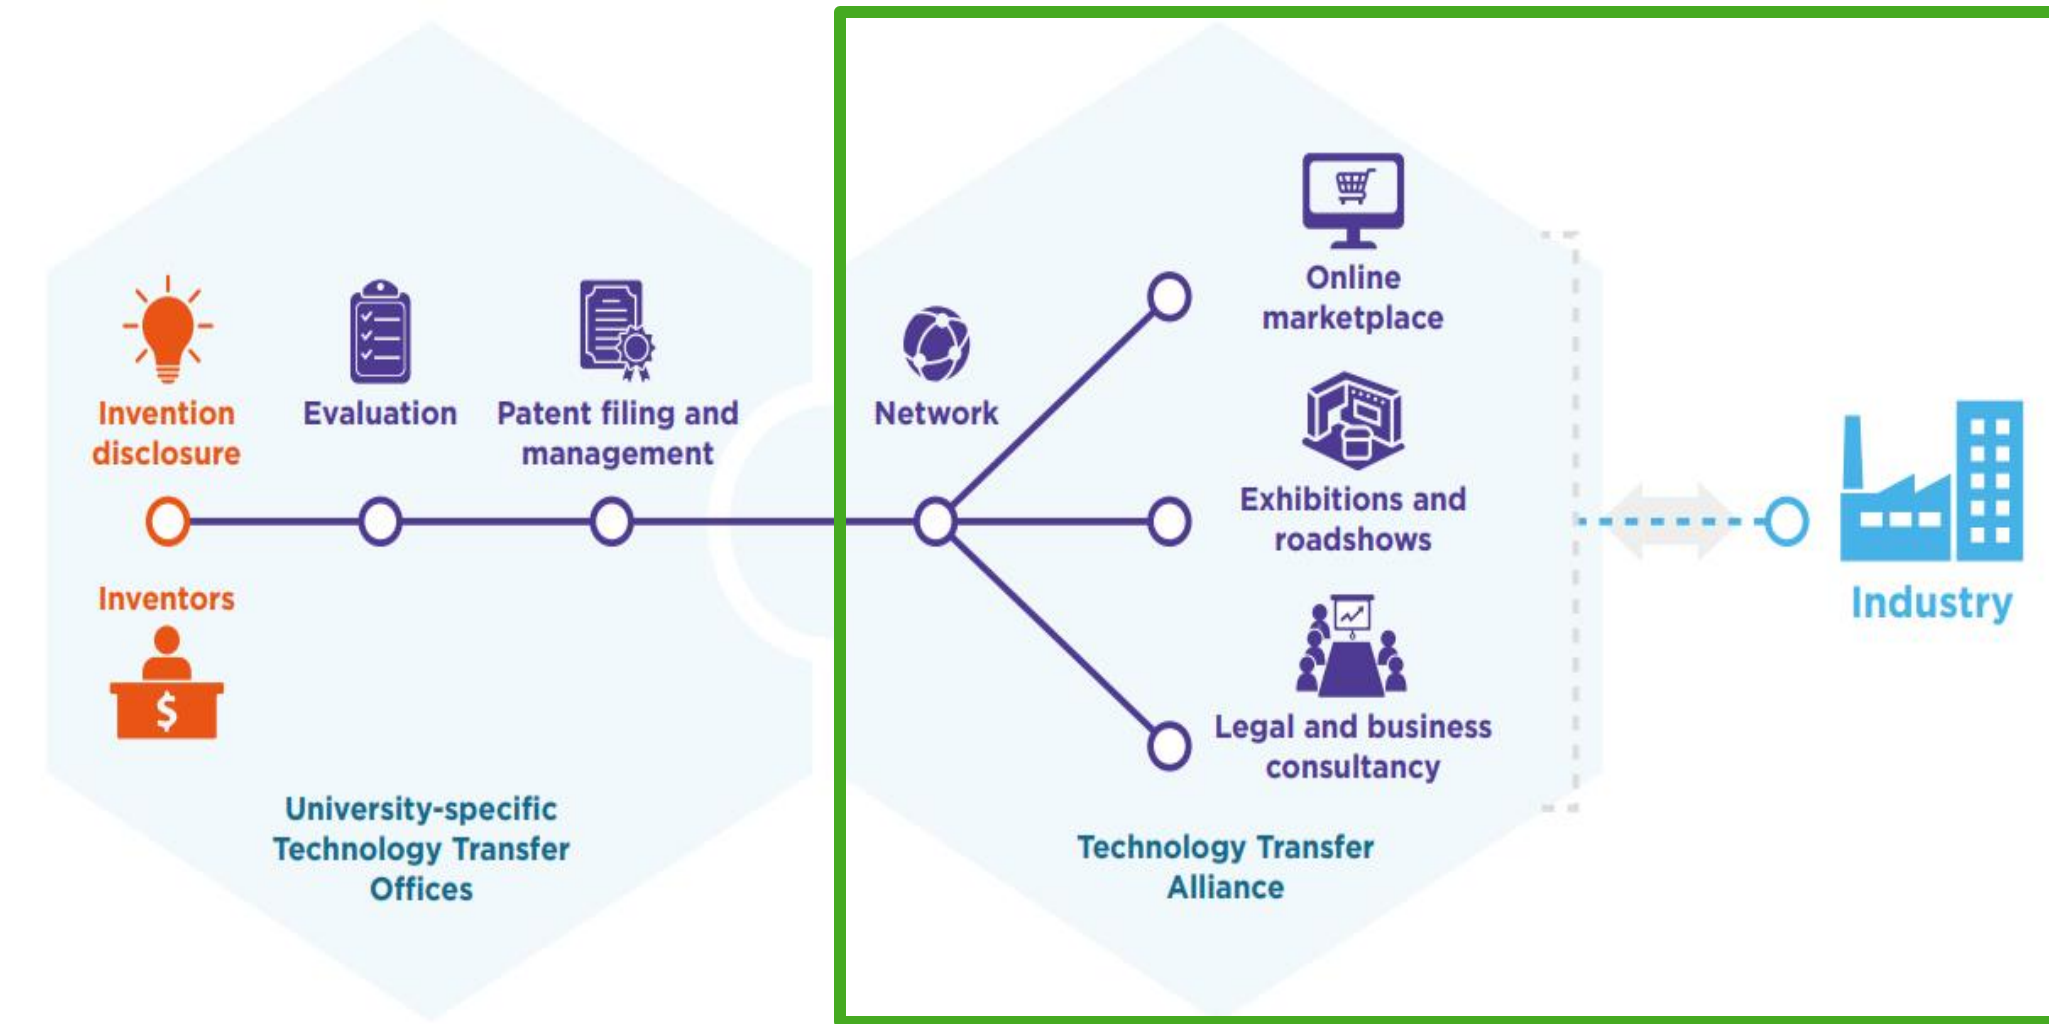 Invention
disclosure
Evaluation
Patent filing and
management
Inventors
$
University-specific
Technology Transfer
Offices
Network
Online
marketplace
Exhibitions and
roadshows
Legal and business
consultancy
Technology Transfer
Alliance
Industry